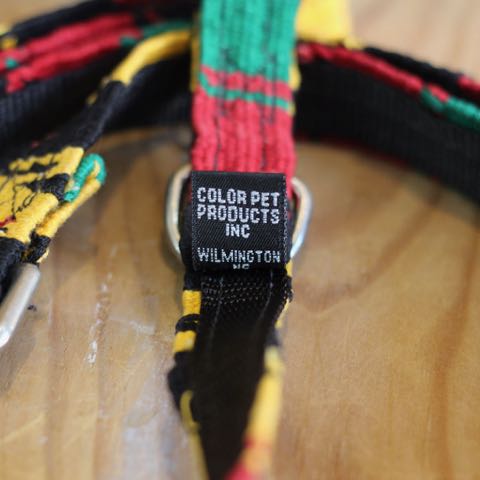 COLOR PET
PRODUCTS
INC
WILMINGTON